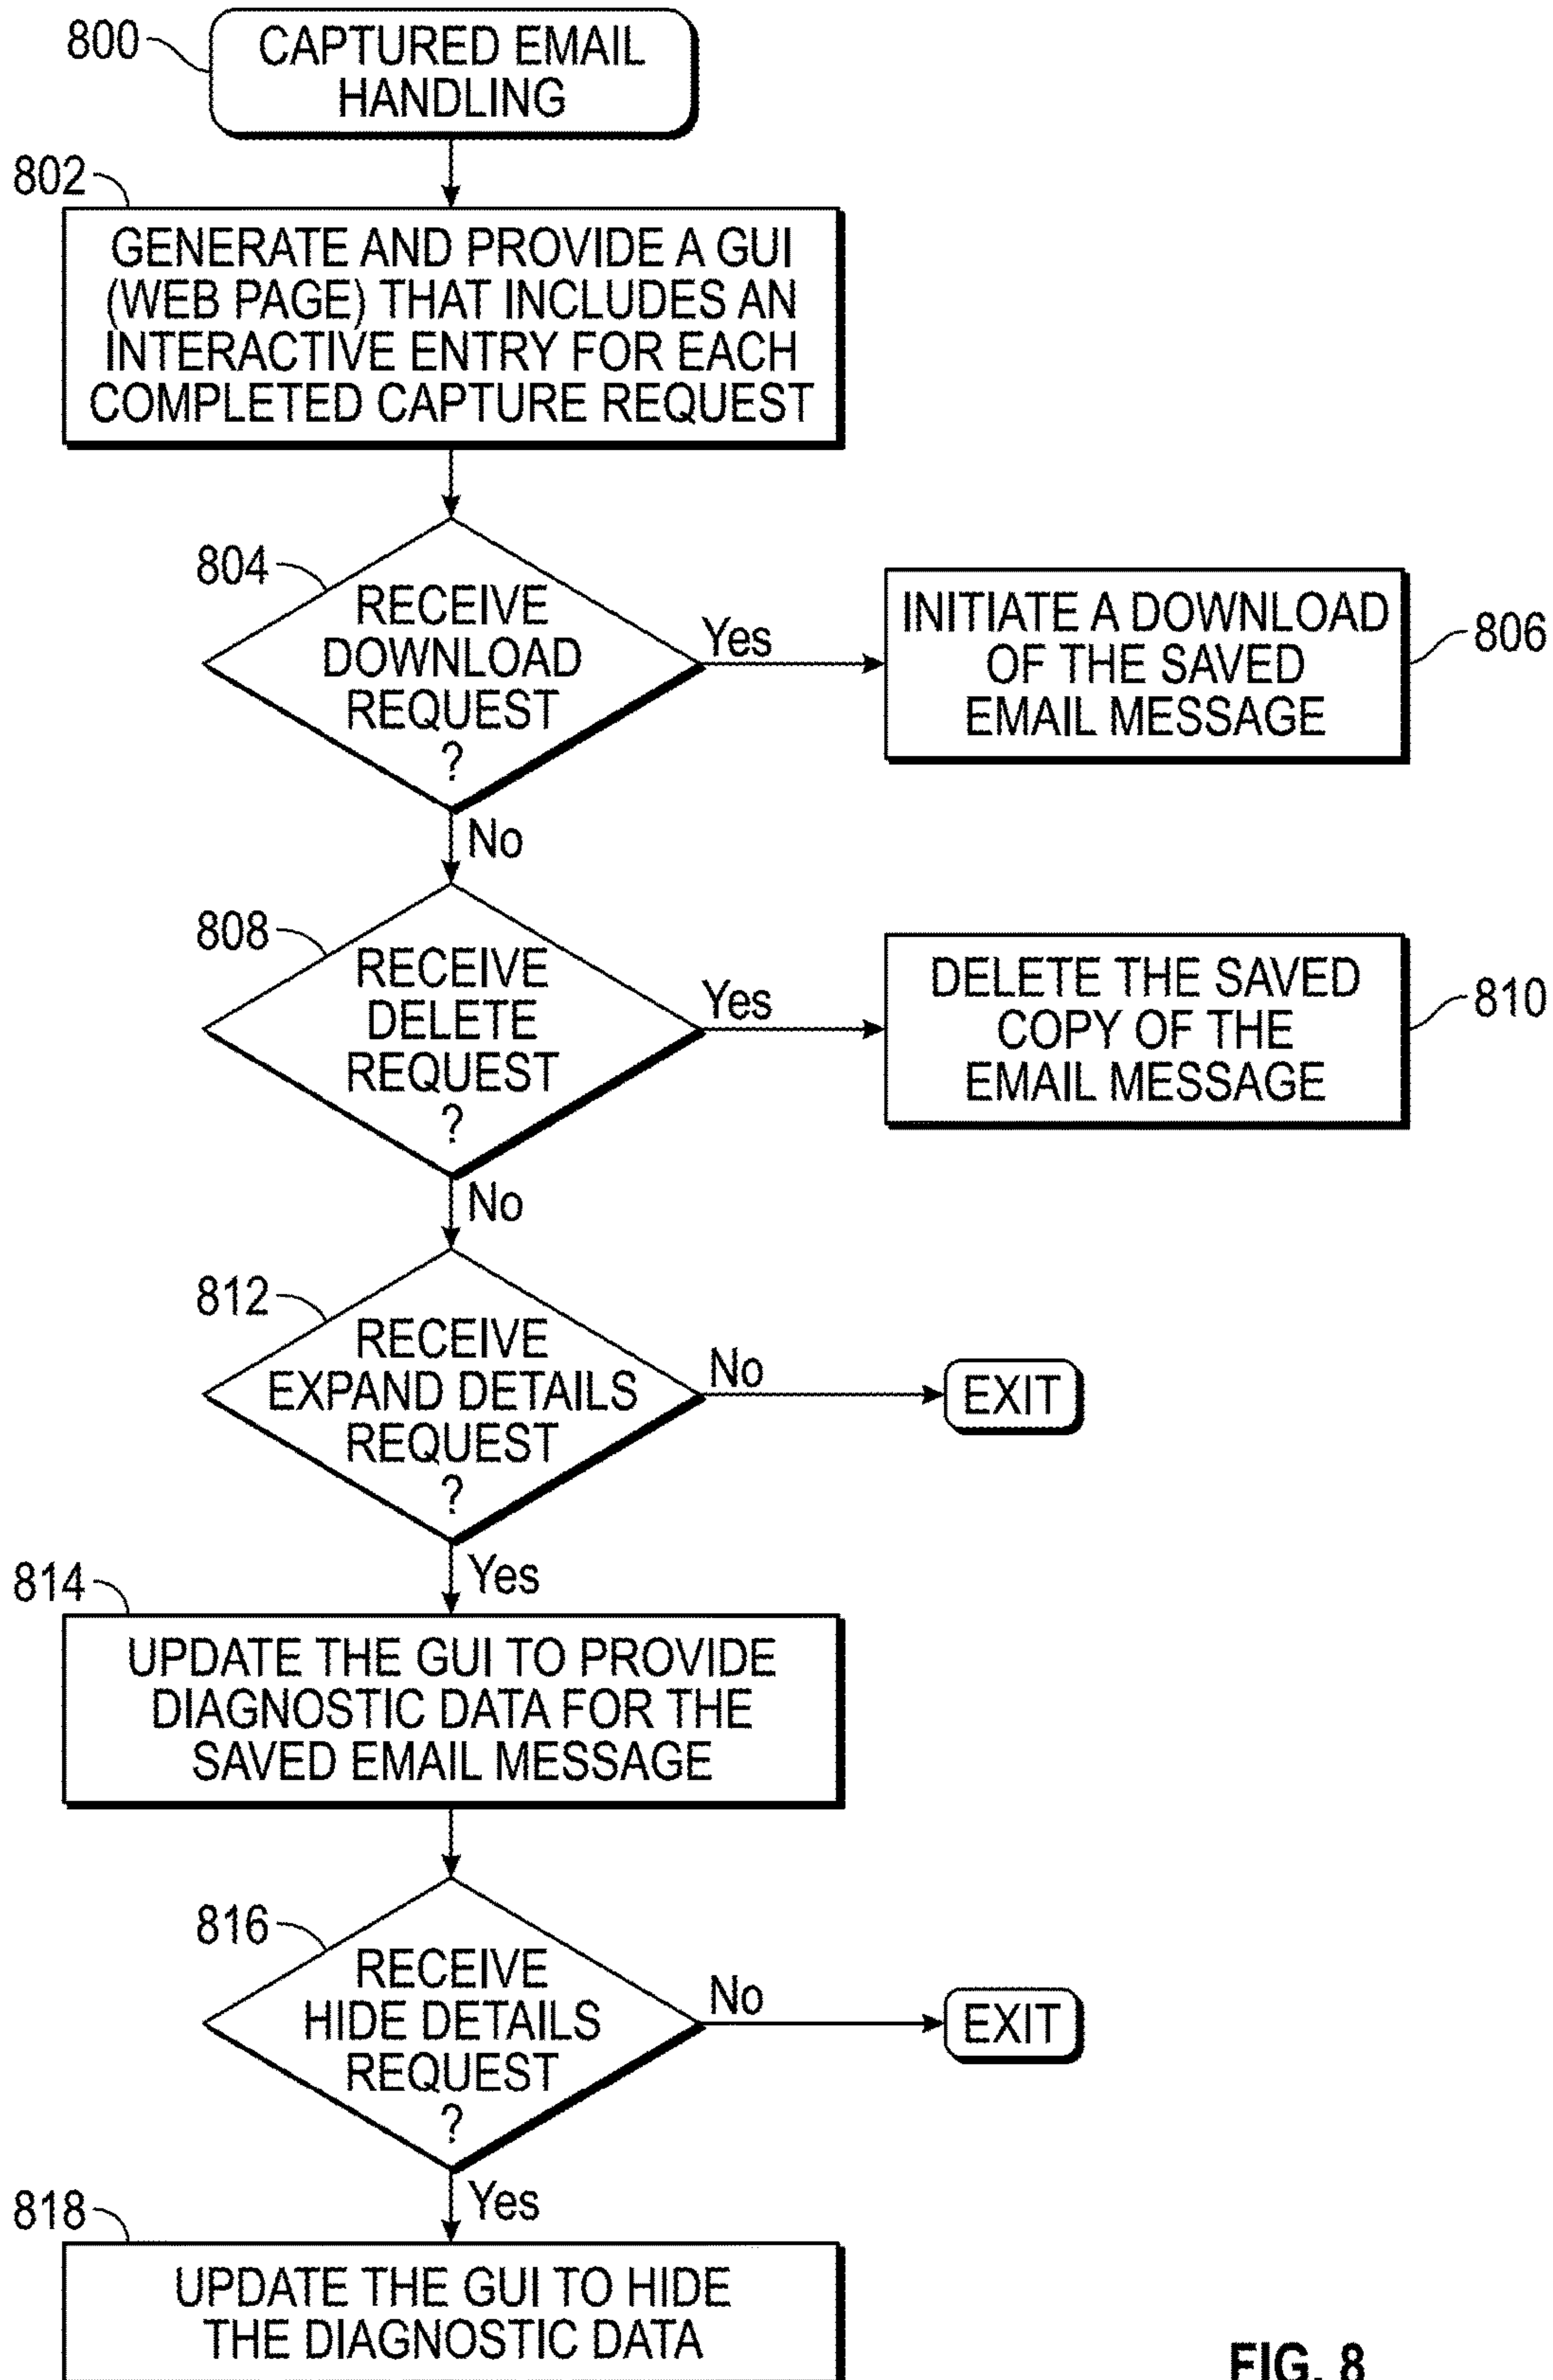 800
CAPTURED EMAIL
HANDLING
802
GENERATE AND PROVIDE A GUI
(WEB PAGE) THAT INCLUDES AN
INTERACTIVE ENTRY FOR EACH
COMPLETED CAPTURE REQUEST
804
RECEIVE
DOWNLOAD
REQUEST
?
Yes
INITIATE A DOWNLOAD
OF THE SAVED
EMAIL MESSAGE
806
No
808
RECEIVE
DELETE
REQUEST
?
Yes
DELETE THE SAVED
COPY OF THE
EMAIL MESSAGE
810
No
812
RECEIVE
EXPAND DETAILS
REQUEST
?
No
EXIT
Yes
814
UPDATE THE GUI TO PROVIDE
DIAGNOSTIC DATA FOR THE
SAVED EMAIL MESSAGE
816
RECEIVE
HIDE DETAILS
REQUEST
?
No
EXIT
Yes
818
UPDATE THE GUI TO HIDE
THE DIAGNOSTIC DATA
FIG. 8